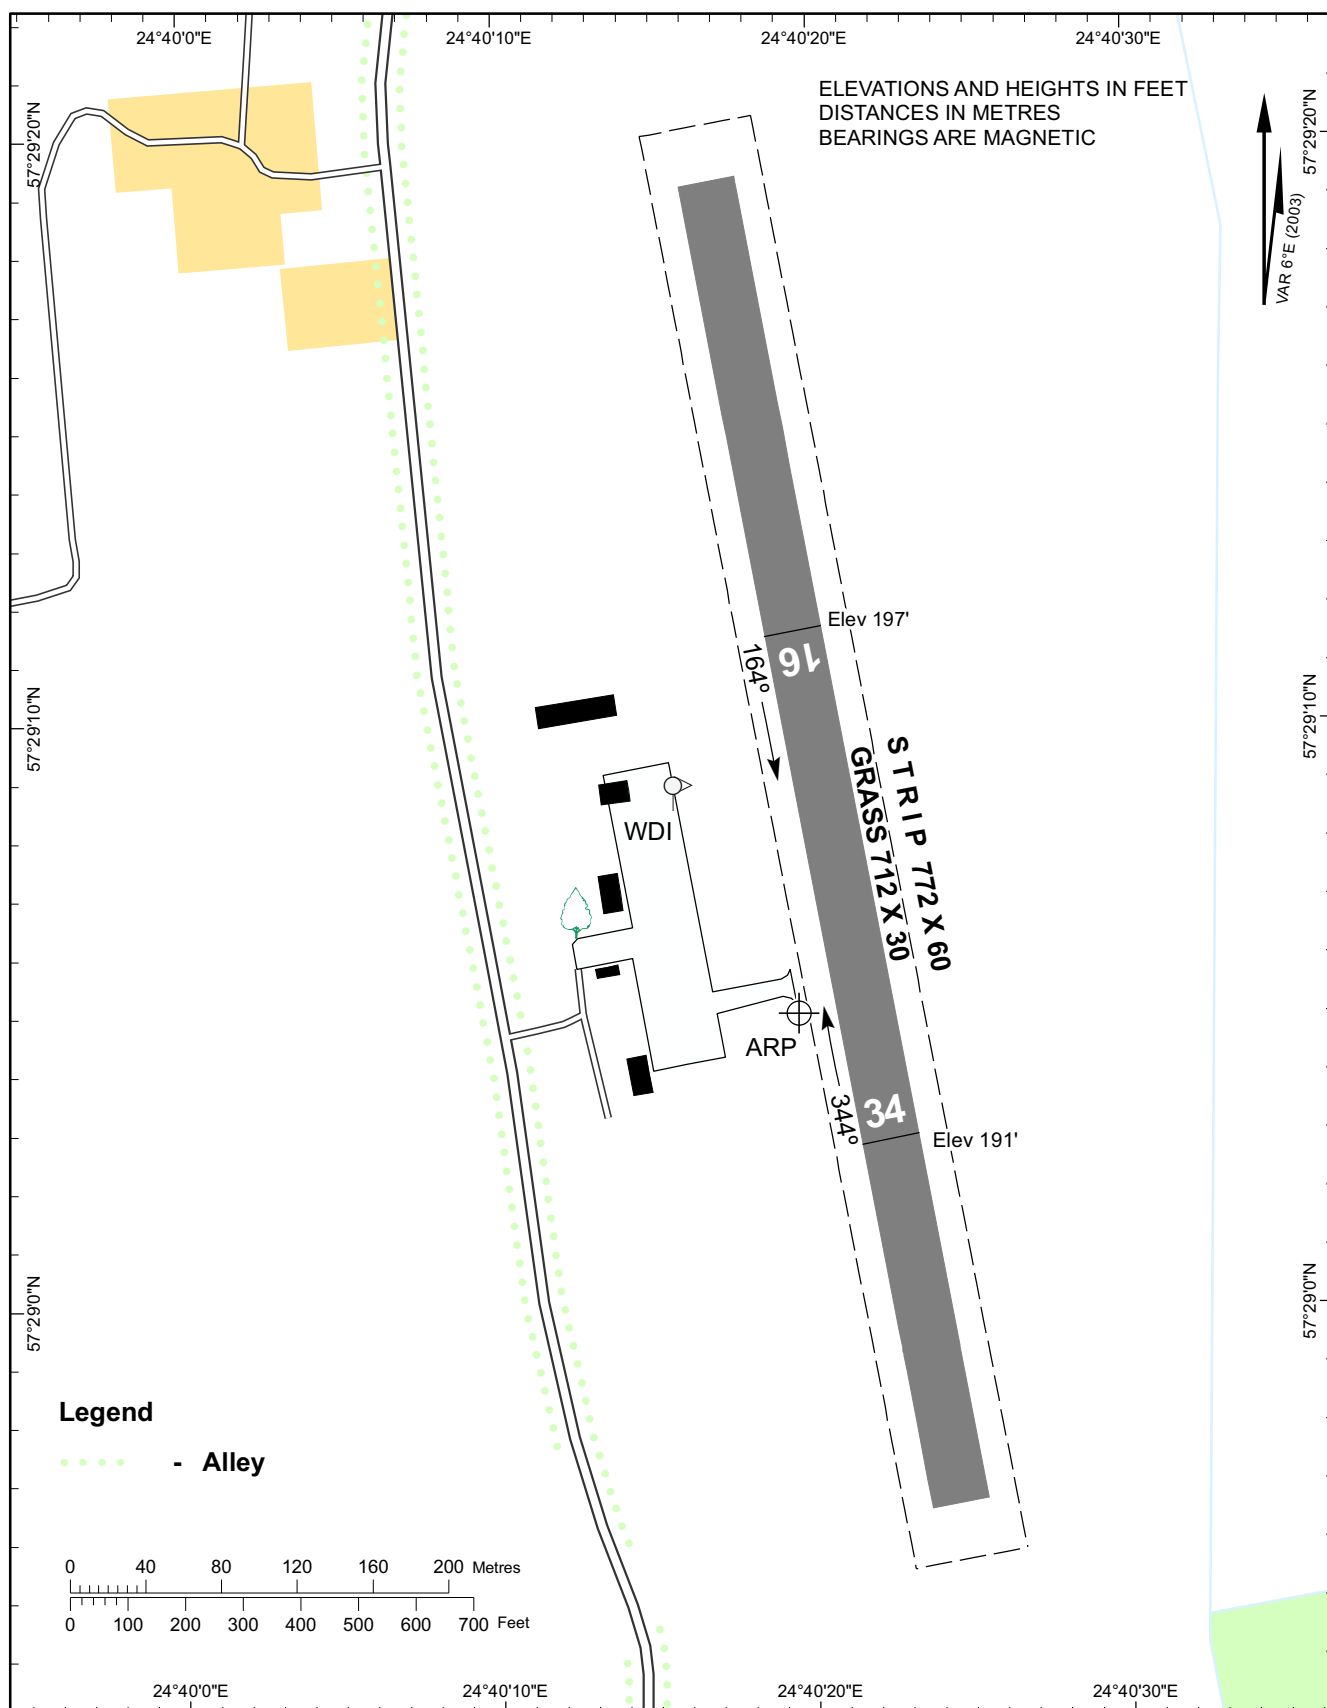 24°40'0"E
24°40'10"E
24°40'20"E
24°40'30"E
ELEVATIONS AND HEIGHTS IN FEET
DISTANCES IN METRES
BEARINGS ARE MAGNETIC
57°29'20"N
57°29'20"N
VAR 6°E (2003)
Elev 197'
16
164°
57°29'10"N
57°29'10"N
STRIP 772 X 60
GRASS 712 X 30
WDI
ARP
344°
34
Elev 191'
57°29'0"N
57°29'0"N
Legend
- Alley
0 40 80 120 160 200 Metres
0 100 200 300 400 500 600 700 Feet
24°40'0"E
24°40'10"E
24°40'20"E
24°40'30"E